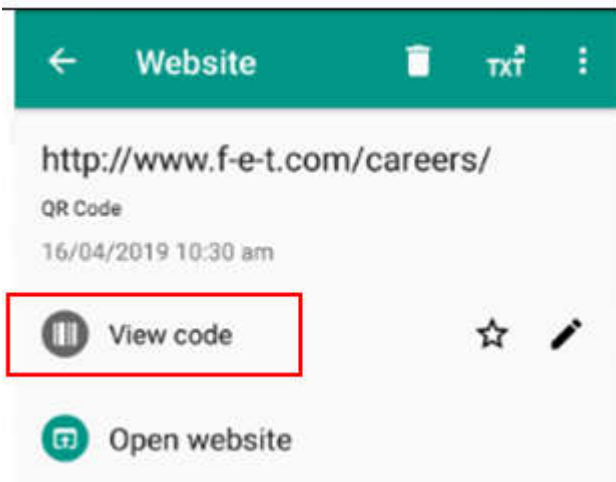 Website
TXT
http://www.f-e-t.com/careers/
QR Code
16/04/2019 10:30 am
View code
Open website